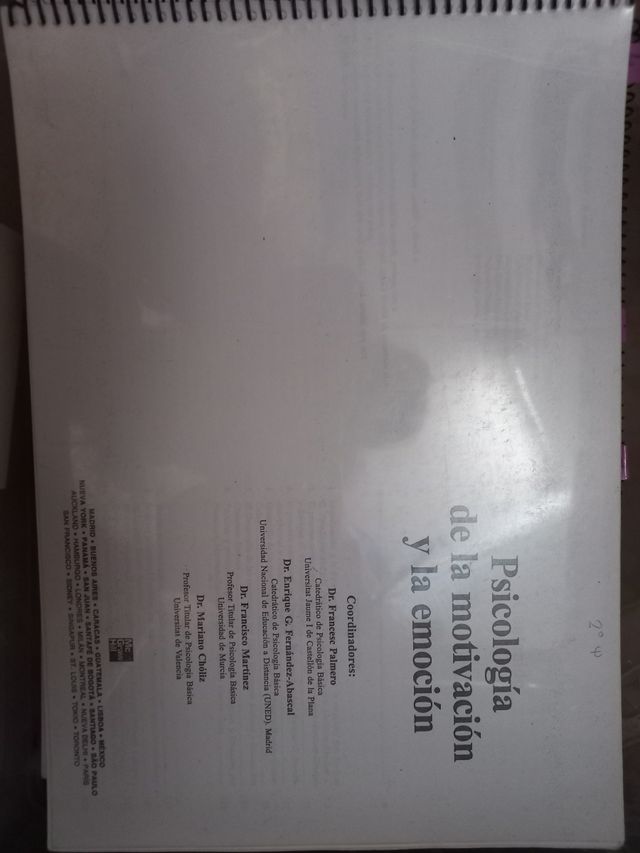 2º ψ
Psicología
de la motivación
y la emoción
Coordinadores:
Dr. Francesc Palmero
Catedrático de Psicología Básica
Universitat Jaume I de Castellón de la Plana
Dr. Enrique G. Fernández-Abascal
Catedrático de Psicología Básica
Universidad Nacional de Educación a Distancia (UNED). Madrid
Dr. Francisco Martínez
Profesor Titular de Psicología Básica
Universidad de Murcia
Dr. Mariano Chóliz
Profesor Titular de Psicología Básica
Universitas de Valencia
MADRID • BUENOS AIRES • CARACAS • GUATEMALA • LISBOA • MÉXICO
NUEVA YORK • PANAMÁ • SAN JUAN • SANTAFÉ DE BOGOTÁ • SANTIAGO • SÃO PAULO
AUCKLAND • HAMBURGO • LONDRES • MILÁN • MONTREAL • NUEVA DELHI • PARÍS
SAN FRANCISCO • SIDNEY • SINGAPUR • ST. LOUIS • TOKIO • TORONTO